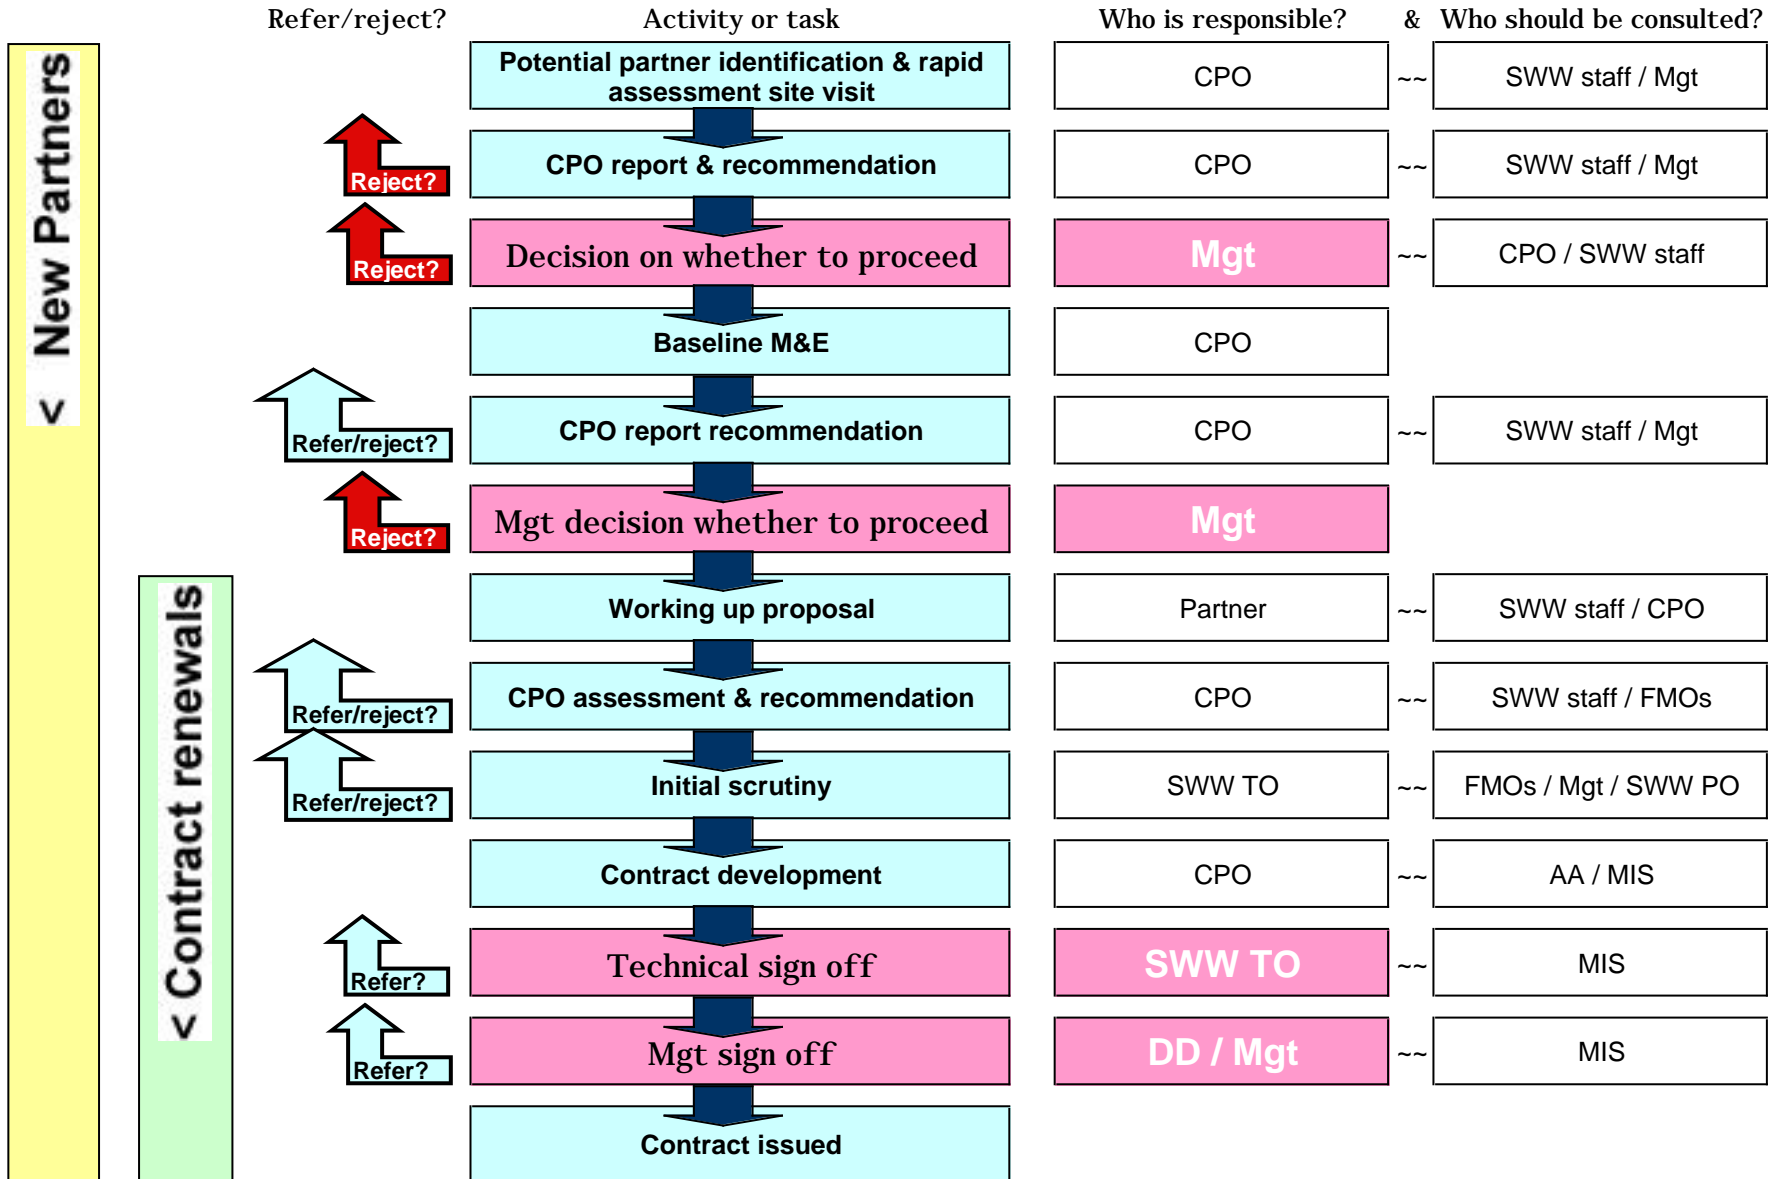 Refer/reject? Activity or task Who is responsible? & Who should be consulted?
< New Partners
Potential partner identification & rapid
assessment site visit
CPO ~~ SWW staff / Mgt
Reject? CPO report & recommendation CPO ~~ SWW staff / Mgt
Reject? Decision on whether to proceed Mgt ~~ CPO / SWW staff
Baseline M&E CPO
Refer/reject? CPO report recommendation CPO ~~ SWW staff / Mgt
Reject? Mgt decision whether to proceed Mgt
< Contract renewals
Working up proposal Partner ~~ SWW staff / CPO
Refer/reject? CPO assessment & recommendation CPO ~~ SWW staff / FMOs
Refer/reject? Initial scrutiny SWW TO ~~ FMOs / Mgt / SWW PO
Contract development CPO ~~ AA / MIS
Refer? Technical sign off SWW TO ~~ MIS
Refer? Mgt sign off DD / Mgt ~~ MIS
Contract issued